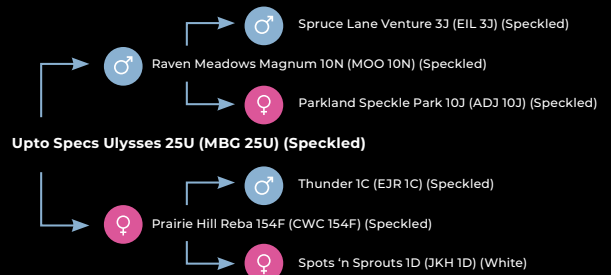 Spruce Lane Venture 3J (EIL 3J) (Speckled)
Raven Meadows Magnum 10N (MOO 10N) (Speckled)
Parkland Speckle Park 10J (ADJ 10J) (Speckled)
Upto Specs Ulysses 25U (MBG 25U) (Speckled)
Thunder 1C (EJR 1C) (Speckled)
Prairie Hill Reba 154F (CWC 154F) (Speckled)
Spots ‘n Sprouts 1D (JKH 1D) (White)